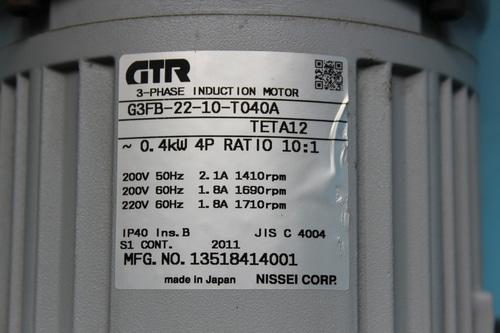 GTR
3-PHASE INDUCTION MOTOR
G3FB-22-10-T040A
TETA12
~ 0.4kW 4P RATIO 10:1
200V 50Hz 2.1A 1410rpm
200V 60Hz 1.8A 1690rpm
220V 60Hz 1.8A 1710rpm
IP40 Ins.B JIS C 4004
S1 CONT. 2011
MFG.NO.13518414001
made in Japan NISSEI CORP.